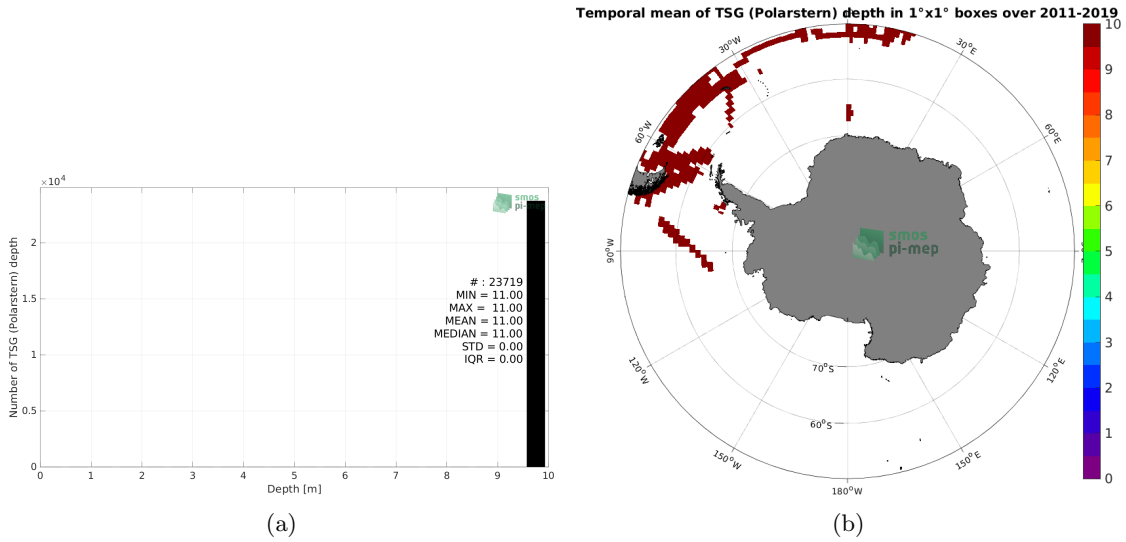 Temporal mean of TSG (Polarstern) depth in 1°x1° boxes over 2011-2019
×10⁴
2
1.5
1
0.5
0
Number of TSG (Polarstern) depth
smos
pi-mep
# : 23719
MIN = 11.00
MAX = 11.00
MEAN = 11.00
MEDIAN = 11.00
STD = 0.00
IQR = 0.00
0 1 2 3 4 5 6 7 8 9 10
Depth [m]
(a)
30°W
30°E
60°W
60°E
90°W
120°W
120°E
150°W
150°E
180°W
70°S
60°S
smos
pi-mep
10
9
8
7
6
5
4
3
2
1
0
(b)